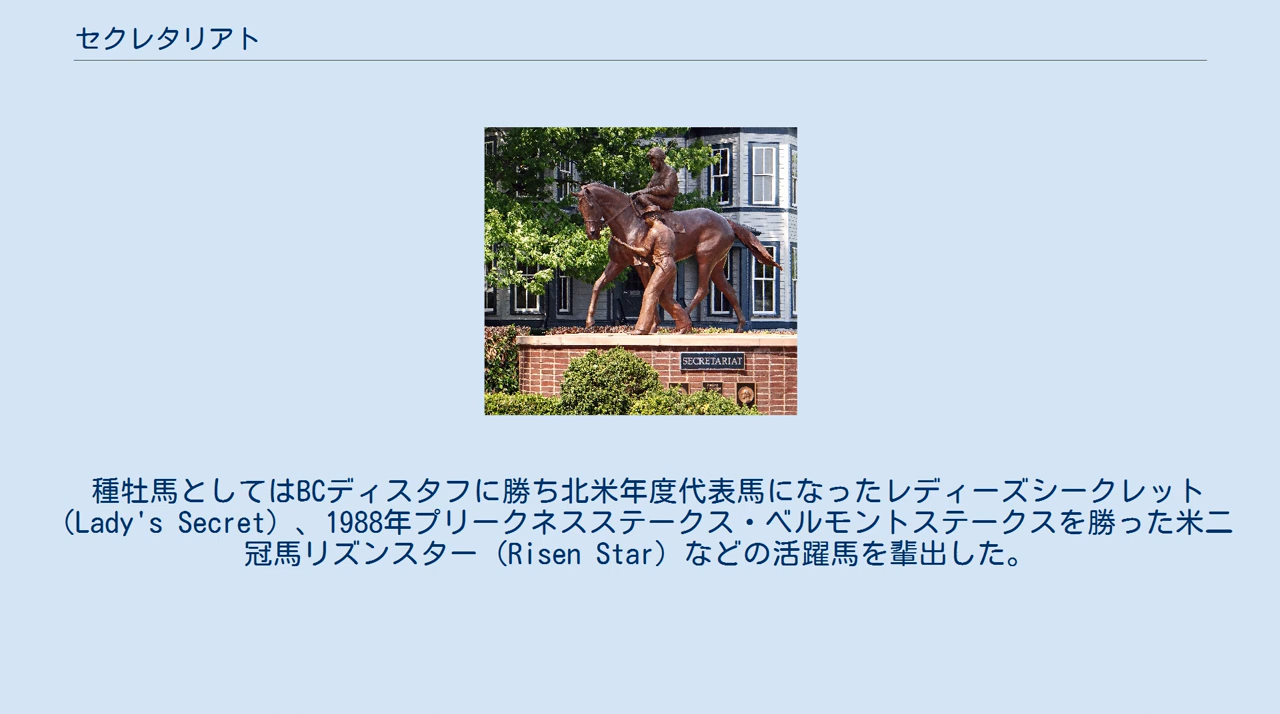 セクレタリアト
SECRETARIAT
種牡馬としてはBCディスタフに勝ち北米年度代表馬になったレディーズシークレット
（Lady's Secret）、1988年プリークネスステークス・ベルモントステークスを勝った米二
冠馬リズンスター（Risen Star）などの活躍馬を輩出した。